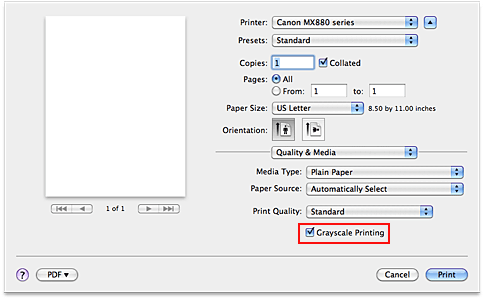 Printer: Canon MX880 series
Presets: Standard
Copies: 1 Collated
Pages: All
From: 1 to: 1
Paper Size: US Letter 8.50 by 11.00 inches
Orientation:
Quality & Media
Media Type: Plain Paper
Paper Source: Automatically Select
1 of 1
Print Quality: Standard
Grayscale Printing
? PDF Cancel Print